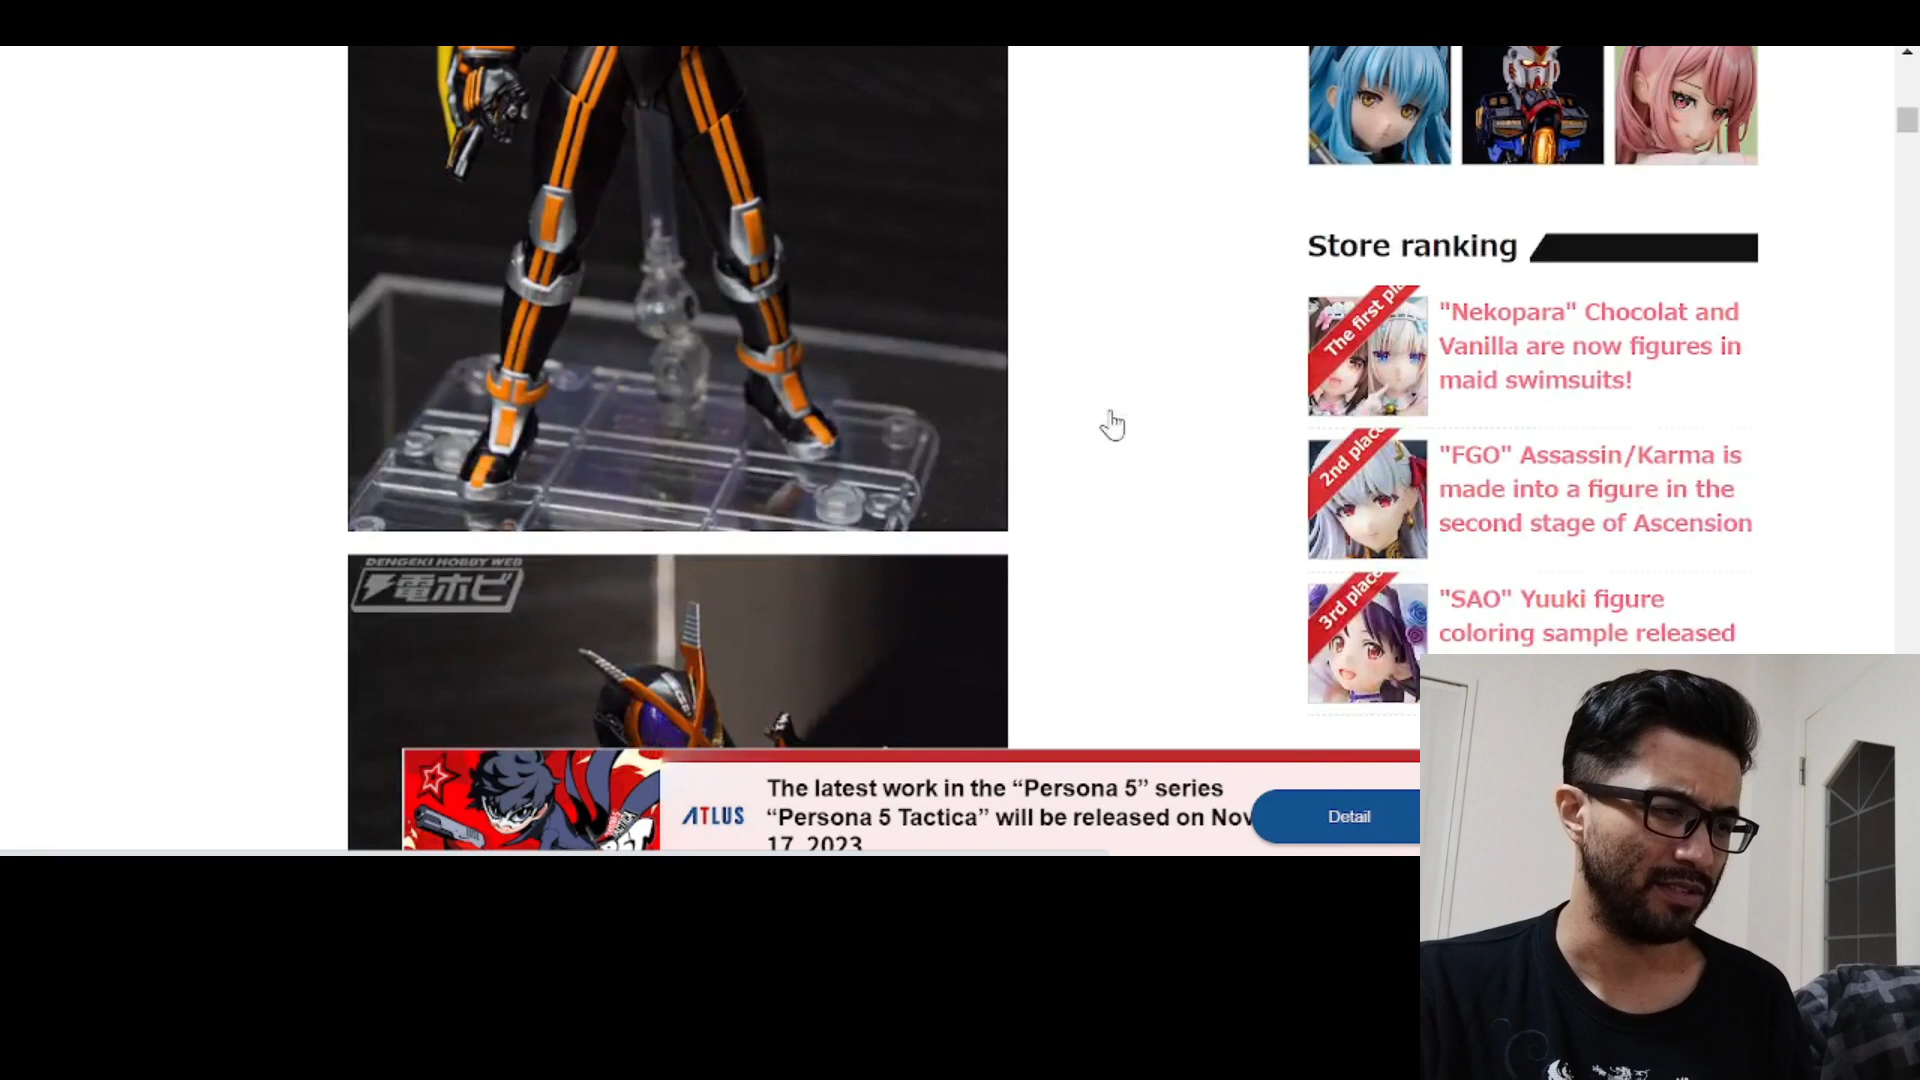 Store ranking
The first pl
"Nekopara" Chocolat and
Vanilla are now figures in
maid swimsuits!
2nd place
"FGO" Assassin/Karma is
made into a figure in the
second stage of Ascension
3rd place
"SAO" Yuuki figure
coloring sample released
DENGEKI HOBBY WEB
電ホビ
ATLUS
The latest work in the “Persona 5” series
“Persona 5 Tactica” will be released on Nov
17, 2023
Detail